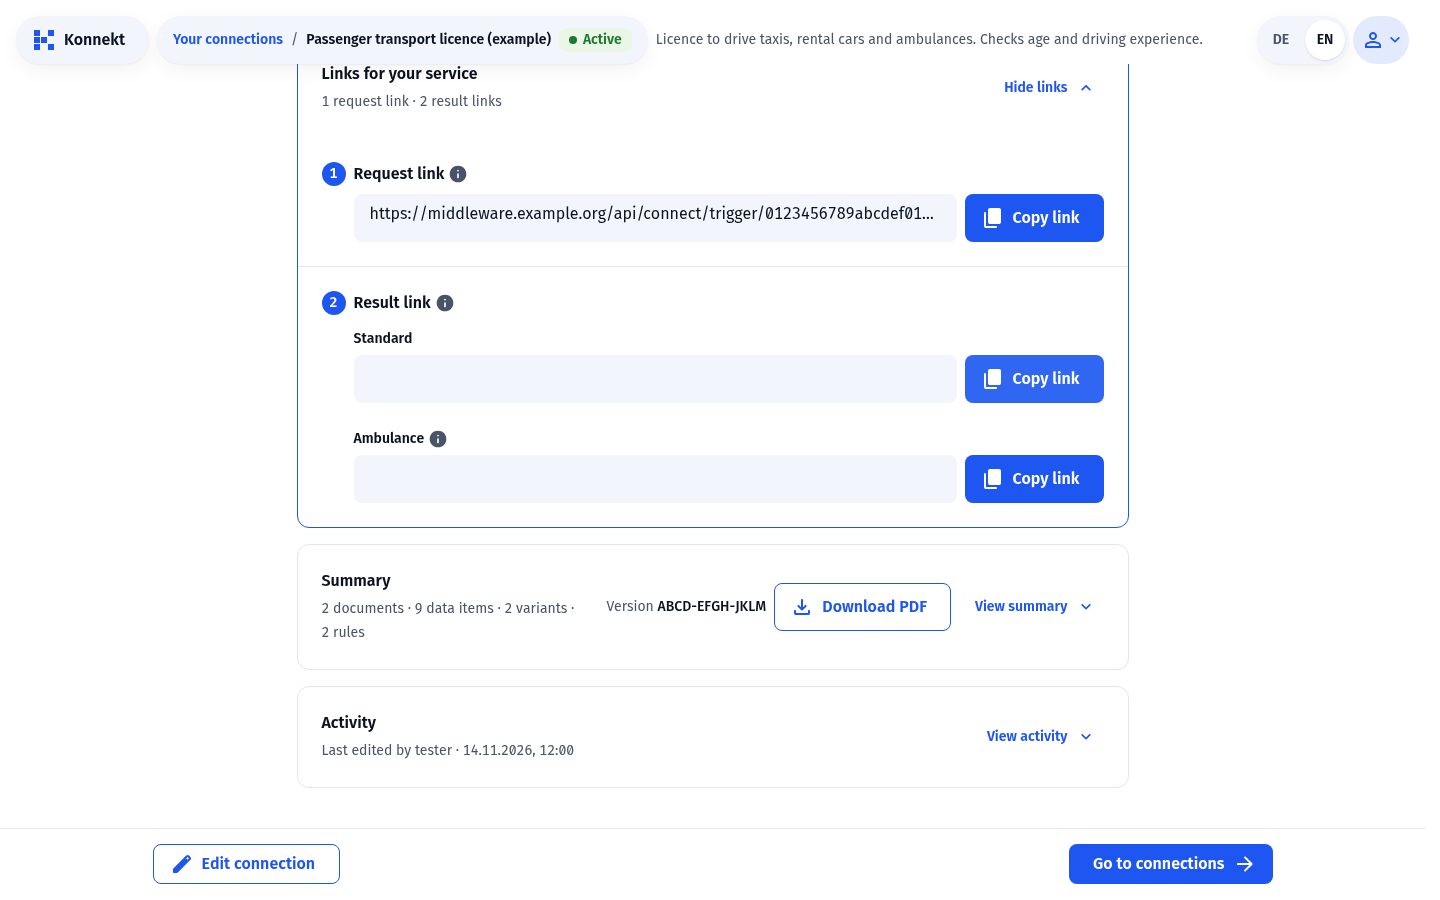 Konnekt
Your connections / Passenger transport licence (example) Active
Licence to drive taxis, rental cars and ambulances. Checks age and driving experience.
DE EN
Links for your service
1 request link · 2 result links
Hide links
1 Request link
https://middleware.example.org/api/connect/trigger/0123456789abcdef01...
Copy link
2 Result link
Standard
Copy link
Ambulance
Copy link
Summary
2 documents · 9 data items · 2 variants ·
2 rules
Version ABCD-EFGH-JKLM
Download PDF
View summary
Activity
Last edited by tester · 14.11.2026, 12:00
View activity
Edit connection
Go to connections